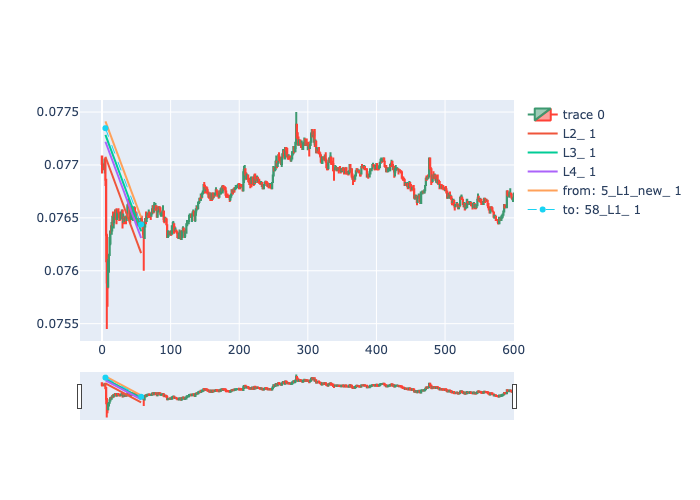 0.0775
0.077
0.0765
0.076
0.0755
0 100 200 300 400 500 600
trace 0
L2_ 1
L3_ 1
L4_ 1
from: 5_L1_new_ 1
to: 58_L1_ 1